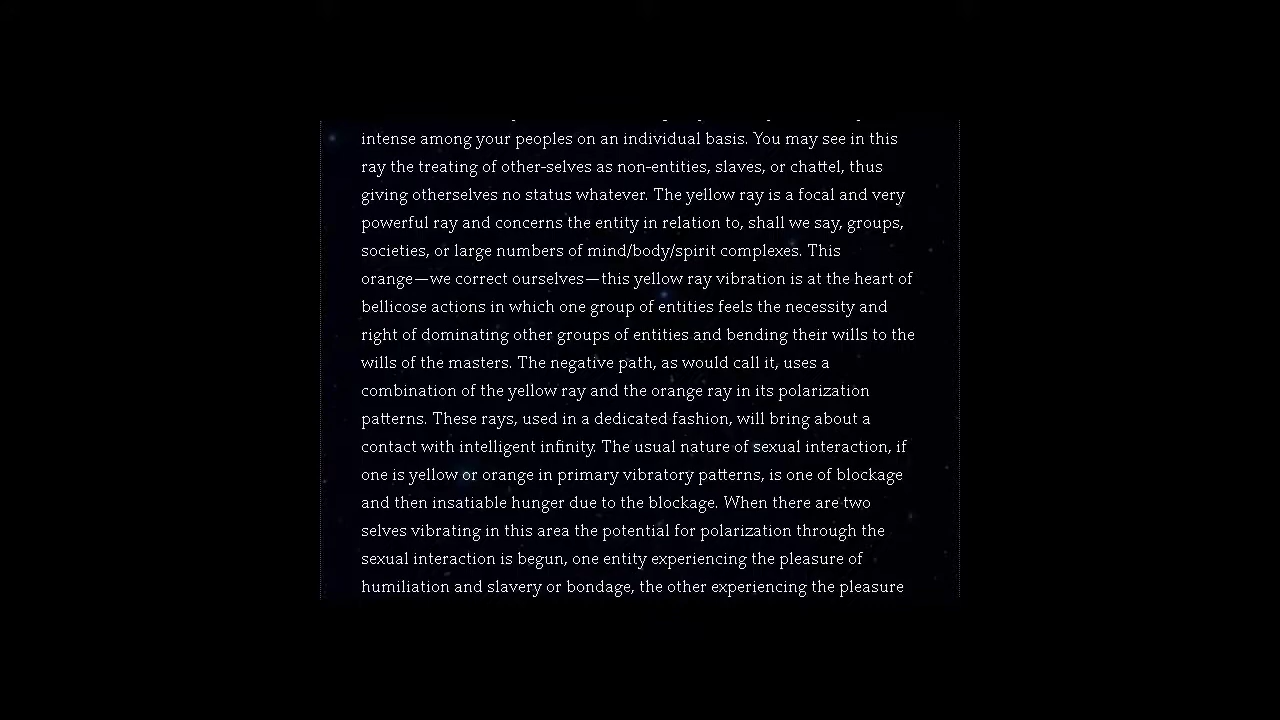 intense among your peoples on an individual basis. You may see in this
ray the treating of other-selves as non-entities, slaves, or chattel, thus
giving otherselves no status whatever. The yellow ray is a focal and very
powerful ray and concerns the entity in relation to, shall we say, groups,
societies, or large numbers of mind/body/spirit complexes. This
orange—we correct ourselves—this yellow ray vibration is at the heart of
bellicose actions in which one group of entities feels the necessity and
right of dominating other groups of entities and bending their wills to the
wills of the masters. The negative path, as would call it, uses a
combination of the yellow ray and the orange ray in its polarization
patterns. These rays, used in a dedicated fashion, will bring about a
contact with intelligent infinity. The usual nature of sexual interaction, if
one is yellow or orange in primary vibratory patterns, is one of blockage
and then insatiable hunger due to the blockage. When there are two
selves vibrating in this area the potential for polarization through the
sexual interaction is begun, one entity experiencing the pleasure of
humiliation and slavery or bondage, the other experiencing the pleasure